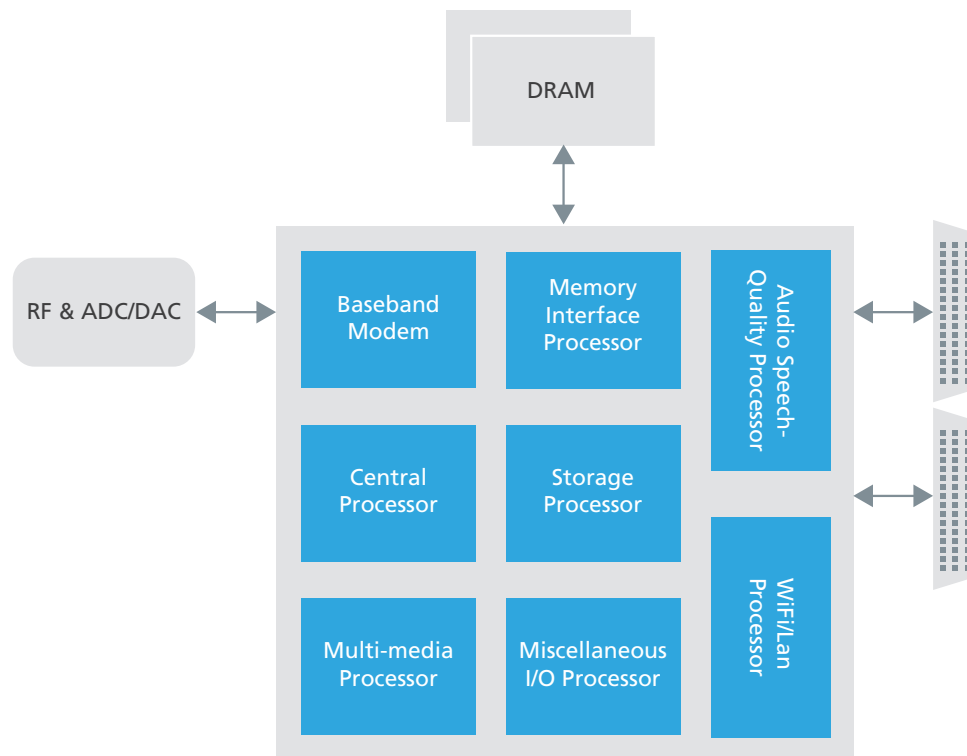 DRAM
RF & ADC/DAC
Baseband
Modem
Memory
Interface
Processor
Audio Speech-
Quality Processor
Central
Processor
Storage
Processor
WiFi/Lan
Processor
Multi-media
Processor
Miscellaneous
I/O Processor